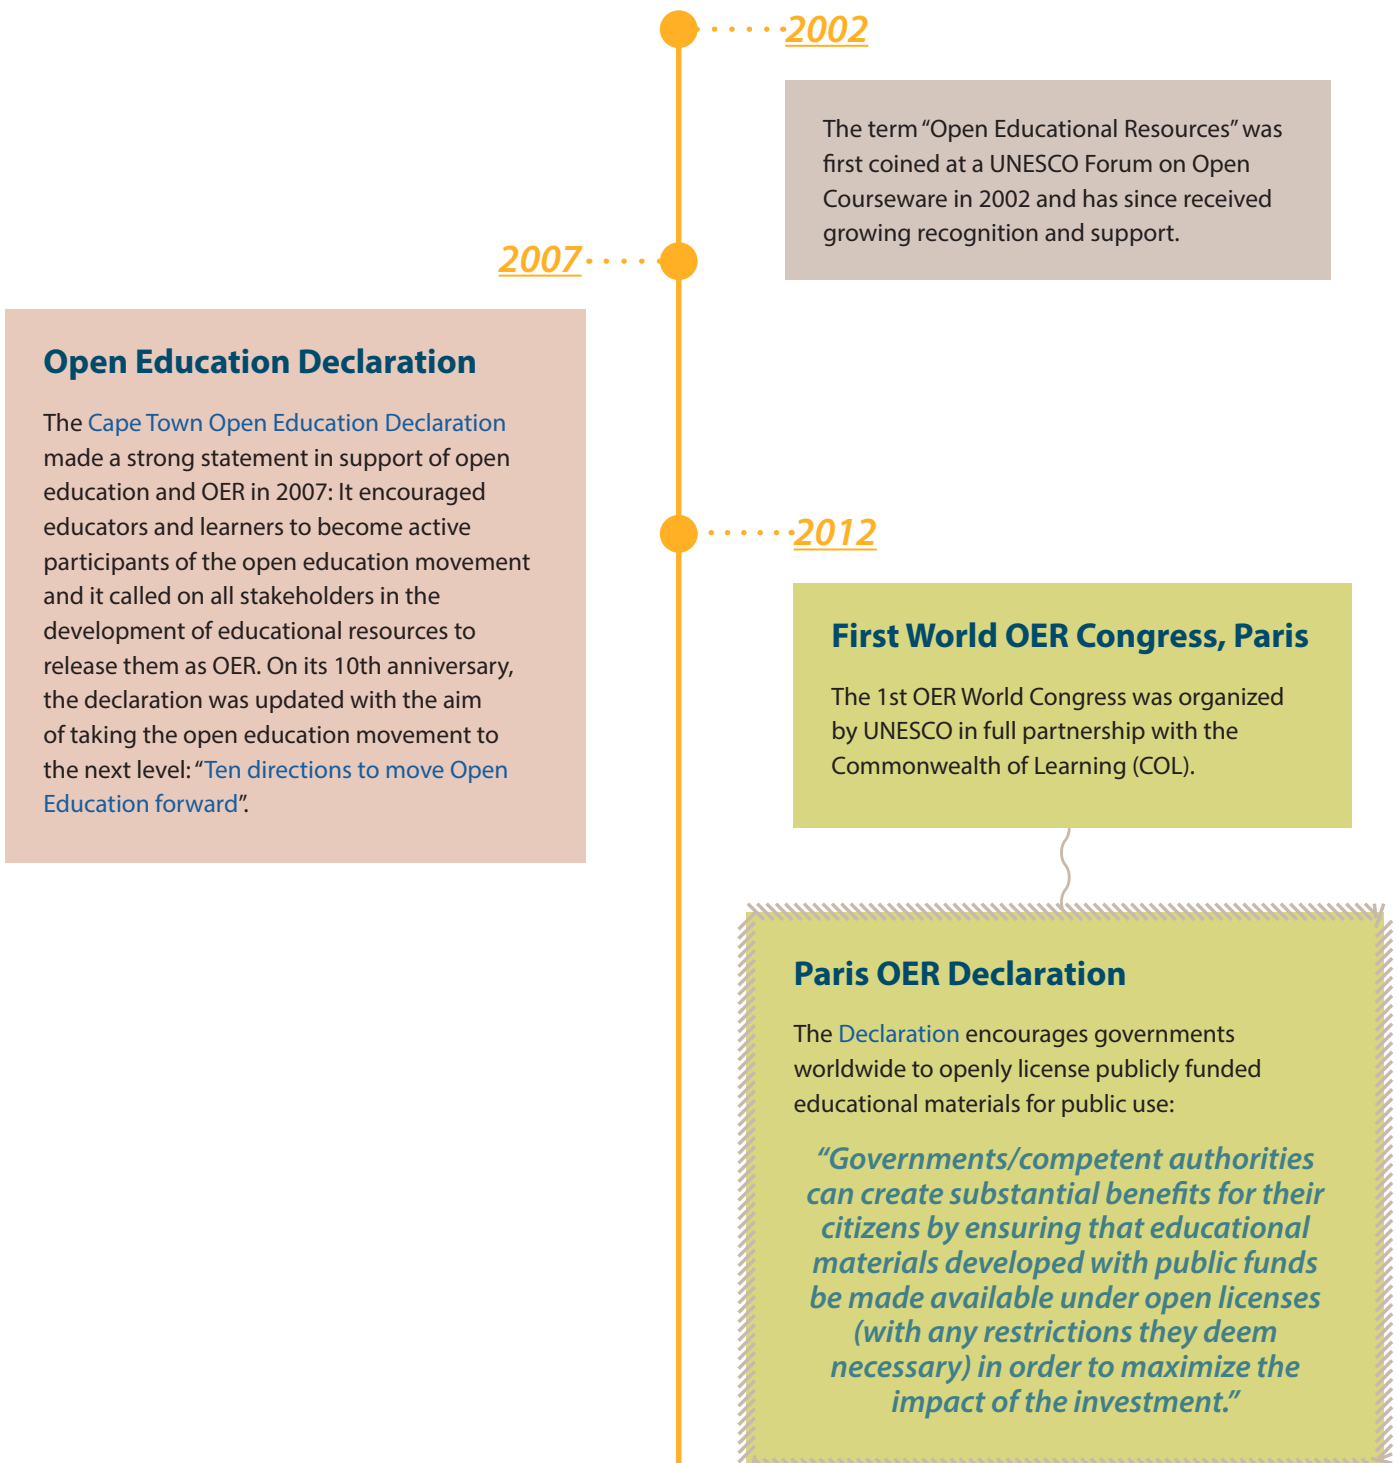 2002
The term “Open Educational Resources” was
first coined at a UNESCO Forum on Open
Courseware in 2002 and has since received
growing recognition and support.
2007
Open Education Declaration
The Cape Town Open Education Declaration
made a strong statement in support of open
education and OER in 2007: It encouraged
educators and learners to become active
participants of the open education movement
and it called on all stakeholders in the
development of educational resources to
release them as OER. On its 10th anniversary,
the declaration was updated with the aim
of taking the open education movement to
the next level: “Ten directions to move Open
Education forward”.
2012
First World OER Congress, Paris
The 1st OER World Congress was organized
by UNESCO in full partnership with the
Commonwealth of Learning (COL).
Paris OER Declaration
The Declaration encourages governments
worldwide to openly license publicly funded
educational materials for public use:
“Governments/competent authorities
can create substantial benefits for their
citizens by ensuring that educational
materials developed with public funds
be made available under open licenses
(with any restrictions they deem
necessary) in order to maximize the
impact of the investment.”